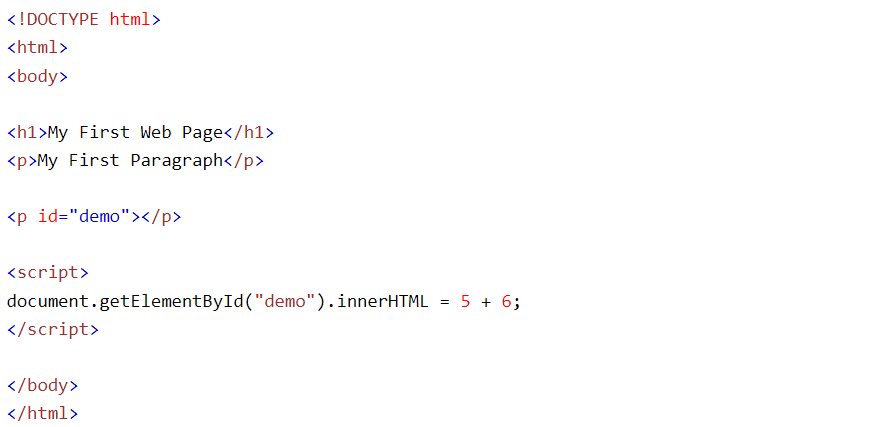 <!DOCTYPE html>
<html>
<body>
<h1>My First Web Page</h1>
<p>My First Paragraph</p>
<p id="demo"></p>
<script>
document.getElementById("demo").innerHTML = 5 + 6;
</script>
</body>
</html>